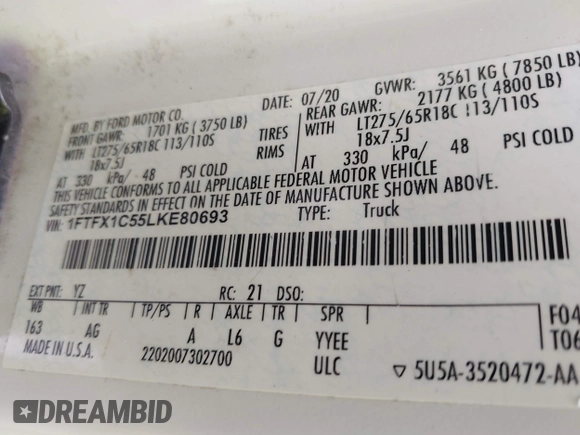 MFD. BY FORD MOTOR CO.
DATE: 07/20 GVWR: 3561 KG ( 7850 LB)
FRONT GAWR: 1701 KG ( 3750 LB) REAR GAWR: 2177 KG ( 4800 LB)
WITH LT275/65R18C 113/110S TIRES WITH LT275/65R18C 113/110S
18x7.5J RIMS 18x7.5J
AT 330 kPa/ 48 PSI COLD AT 330 kPa/ 48 PSI COLD
THIS VEHICLE CONFORMS TO ALL APPLICABLE FEDERAL MOTOR VEHICLE
SAFETY STANDARDS IN EFFECT ON THE DATE OF MANUFACTURE SHOWN ABOVE.
VIN: 1FTFX1C55LKE80693 TYPE: Truck
EXT PNT: YZ RC: 21 DSO:
WB INT TR TP/PS R AXLE TR SPR F04
163 AG A L6 G YYEE T06
MADE IN U.S.A. 2202007302700 ULC ▽ 5U5A-3520472-AA
DREAMBID